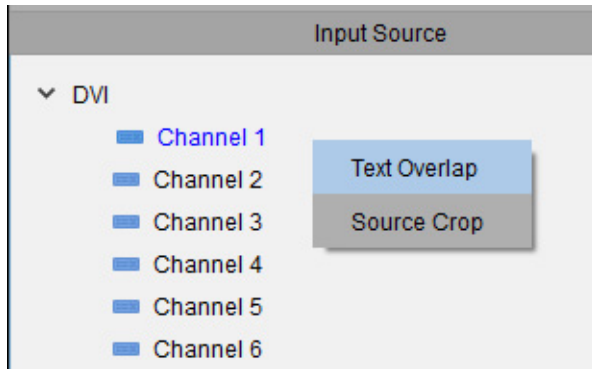 Input Source
DVI
Channel 1
Channel 2
Channel 3
Channel 4
Channel 5
Channel 6
Text Overlap
Source Crop